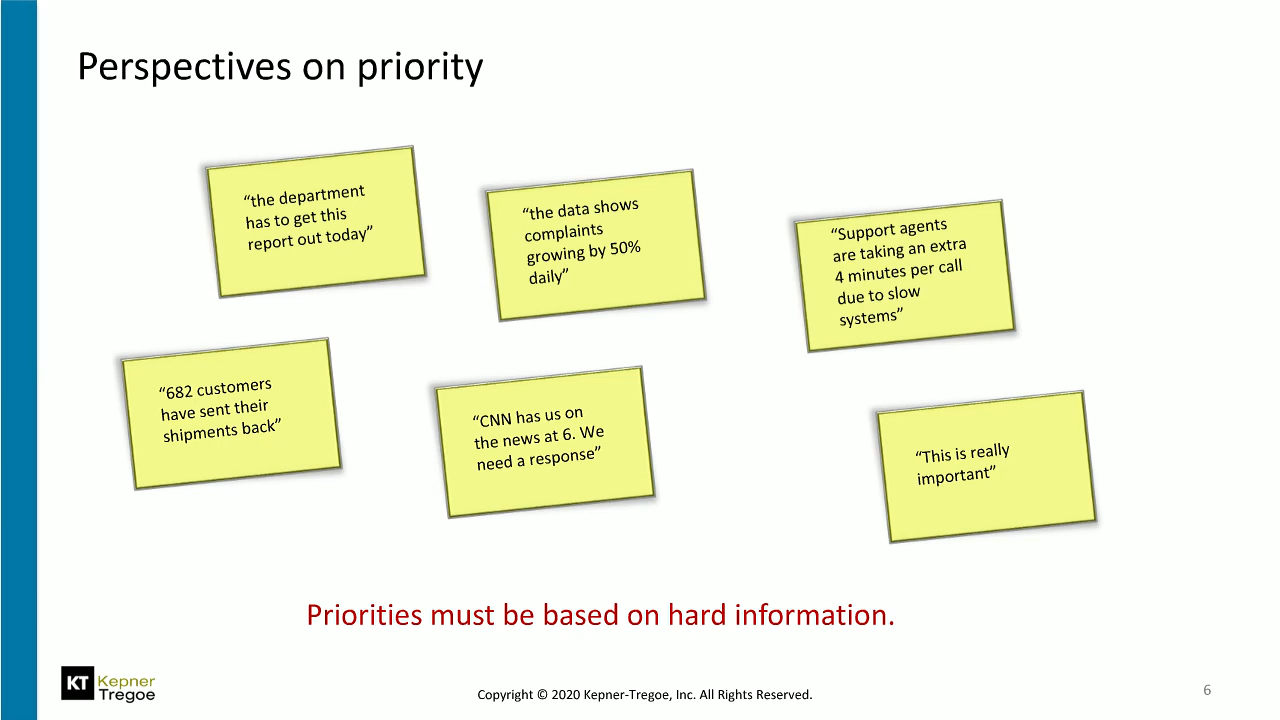 Perspectives on priority
“the department
has to get this
report out today”
“the data shows
complaints
growing by 50%
daily”
“Support agents
are taking an extra
4 minutes per call
due to slow
systems”
“682 customers
have sent their
shipments back”
“CNN has us on
the news at 6. We
need a response”
“This is really
important”
Priorities must be based on hard information.
KT Kepner
Tregoe
Copyright © 2020 Kepner-Tregoe, Inc. All Rights Reserved.
6